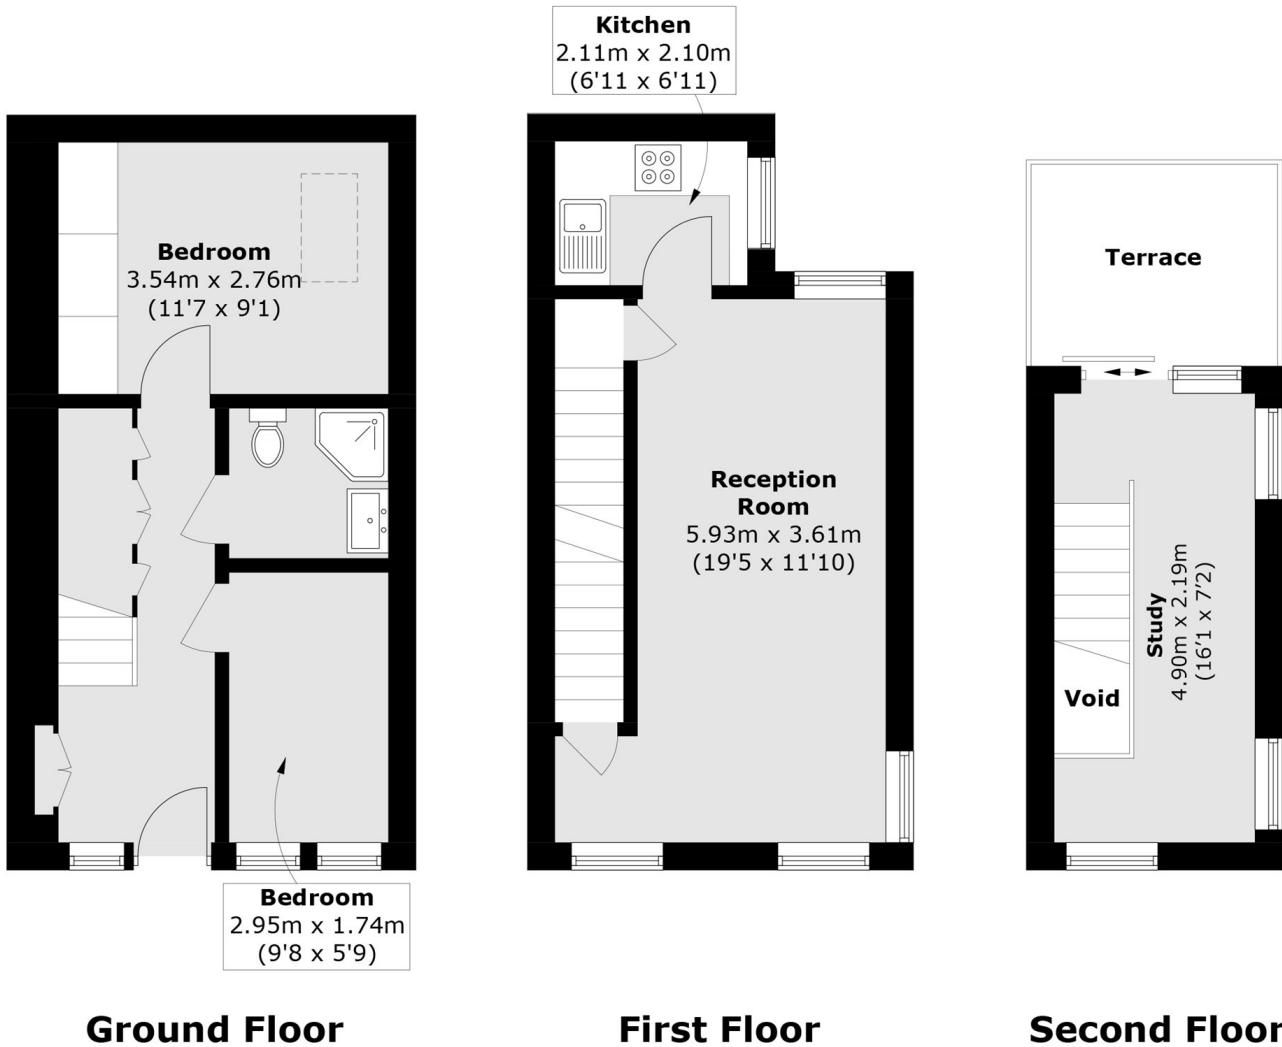 Kitchen
2.11m x 2.10m
(6'11 x 6'11)
Bedroom
3.54m x 2.76m
(11'7 x 9'1)
Bedroom
2.95m x 1.74m
(9'8 x 5'9)
Ground Floor
Reception
Room
5.93m x 3.61m
(19'5 x 11'10)
First Floor
Terrace
Study
4.90m x 2.19m
(16'1 x 7'2)
Void
Second Floor